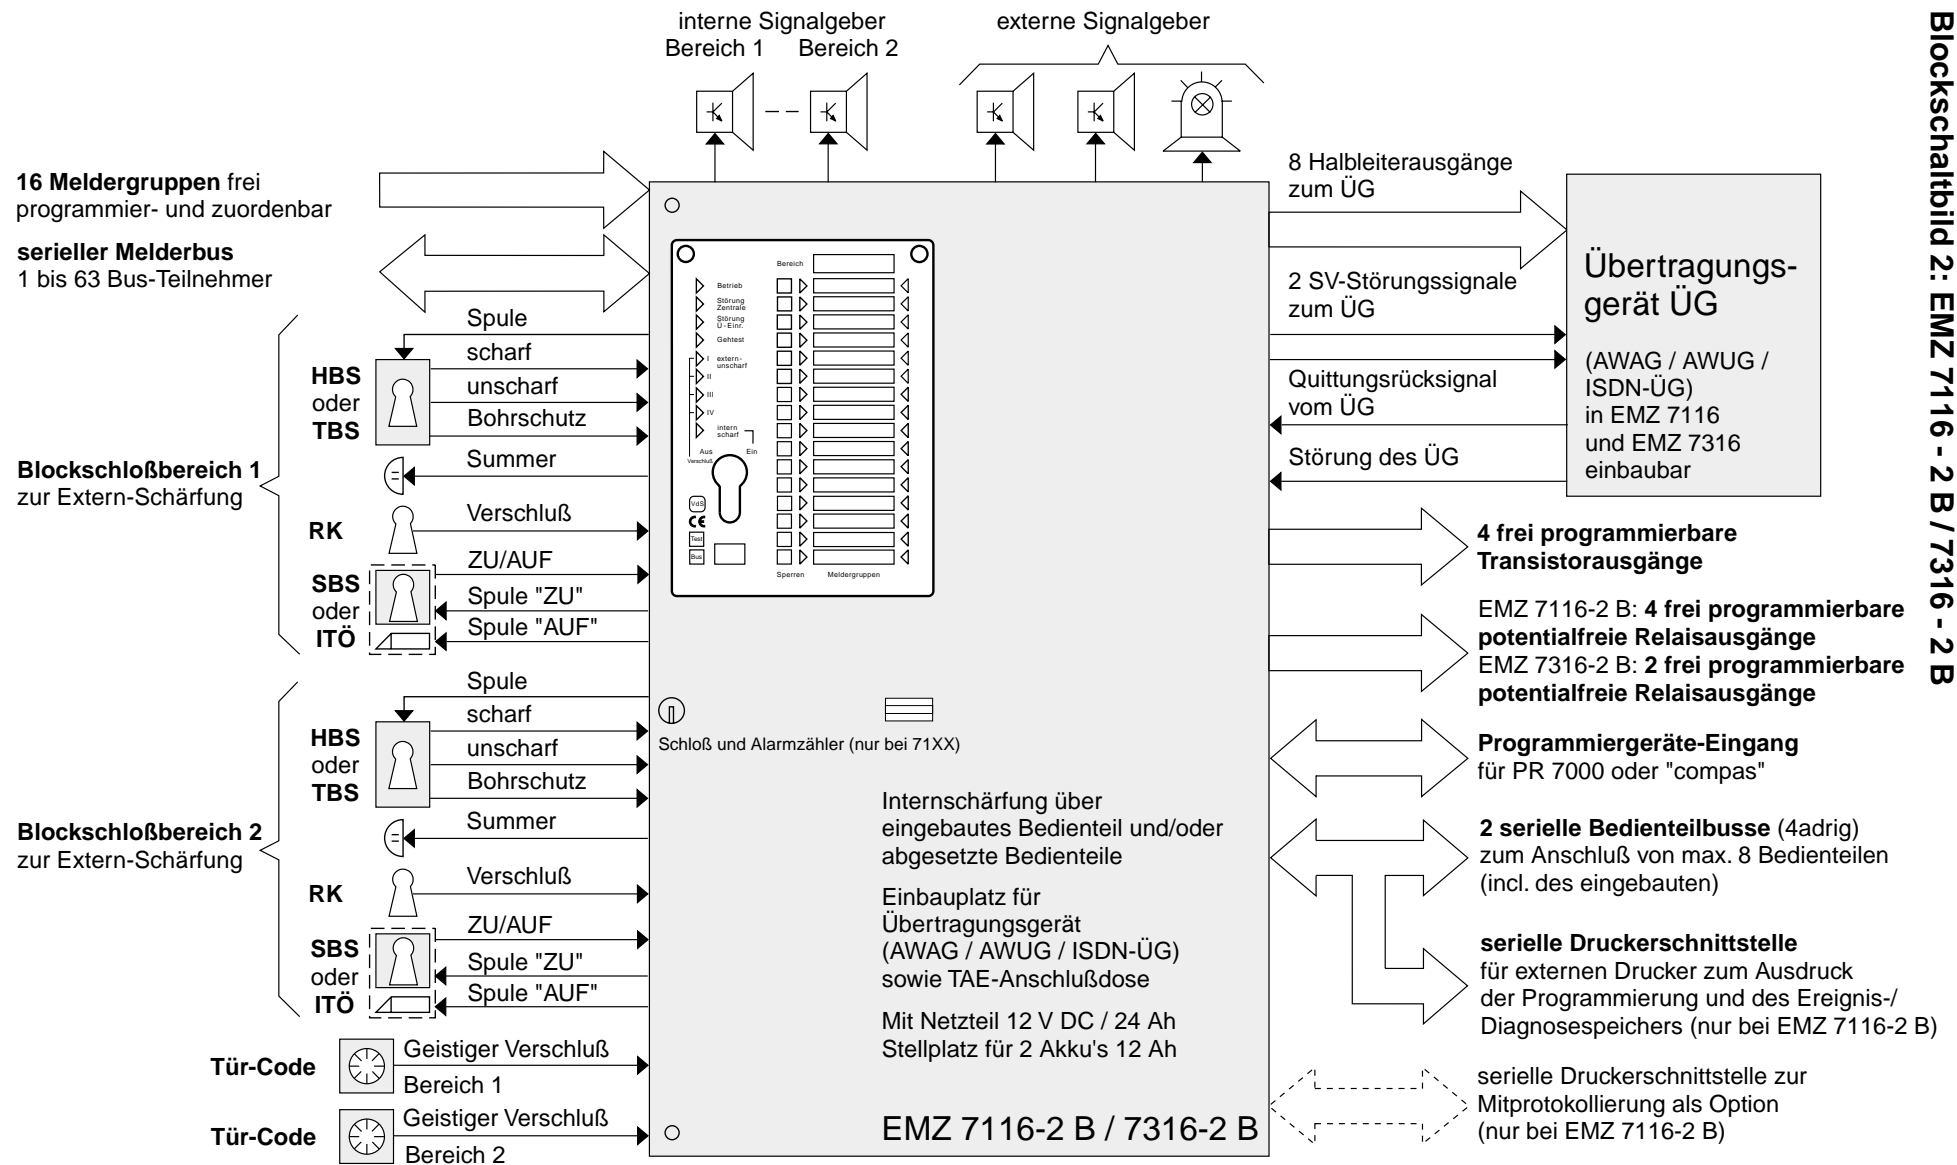 Blockschaltbild 2: EMZ 7116 - 2 B / 7316 - 2 B
interne Signalgeber
Bereich 1 Bereich 2
externe Signalgeber
16 Meldergruppen frei
programmier- und zuordenbar
serieller Melderbus
1 bis 63 Bus-Teilnehmer
Blockschloßbereich 1
zur Extern-Schärfung
HBS
oder
TBS
Spule
scharf
unscharf
Bohrschutz
Summer
RK
Verschluß
SBS
oder
ITÖ
ZU/AUF
Spule "ZU"
Spule "AUF"
Blockschloßbereich 2
zur Extern-Schärfung
HBS
oder
TBS
Spule
scharf
unscharf
Bohrschutz
Summer
RK
Verschluß
SBS
oder
ITÖ
ZU/AUF
Spule "ZU"
Spule "AUF"
Tür-Code
Geistiger Verschluß
Bereich 1
Tür-Code
Geistiger Verschluß
Bereich 2
Bereich
Betrieb
Störung
Zentrale
Störung
Ü-Einr.
Gehtest
I extern-
unscharf
II
III
IV
intern
scharf
Aus Ein
Verschluß
VdS
CE
Test
Bus
Sperren Meldergruppen
Schloß und Alarmzähler (nur bei 71XX)
Internschärfung über
eingebautes Bedienteil und/oder
abgesetzte Bedienteile
Einbauplatz für
Übertragungsgerät
(AWAG / AWUG / ISDN-ÜG)
sowie TAE-Anschlußdose
Mit Netzteil 12 V DC / 24 Ah
Stellplatz für 2 Akku's 12 Ah
EMZ 7116-2 B / 7316-2 B
8 Halbleiterausgänge
zum ÜG
2 SV-Störungssignale
zum ÜG
Quittungsrücksignal
vom ÜG
Störung des ÜG
Übertragungs-
gerät ÜG
(AWAG / AWUG /
ISDN-ÜG)
in EMZ 7116
und EMZ 7316
einbaubar
4 frei programmierbare
Transistorausgänge
EMZ 7116-2 B: 4 frei programmierbare
potentialfreie Relaisausgänge
EMZ 7316-2 B: 2 frei programmierbare
potentialfreie Relaisausgänge
Programmiergeräte-Eingang
für PR 7000 oder "compas"
2 serielle Bedienteilbusse (4adrig)
zum Anschluß von max. 8 Bedienteilen
(incl. des eingebauten)
serielle Druckerschnittstelle
für externen Drucker zum Ausdruck
der Programmierung und des Ereignis-/
Diagnosespeichers (nur bei EMZ 7116-2 B)
serielle Druckerschnittstelle zur
Mitprotokollierung als Option
(nur bei EMZ 7116-2 B)